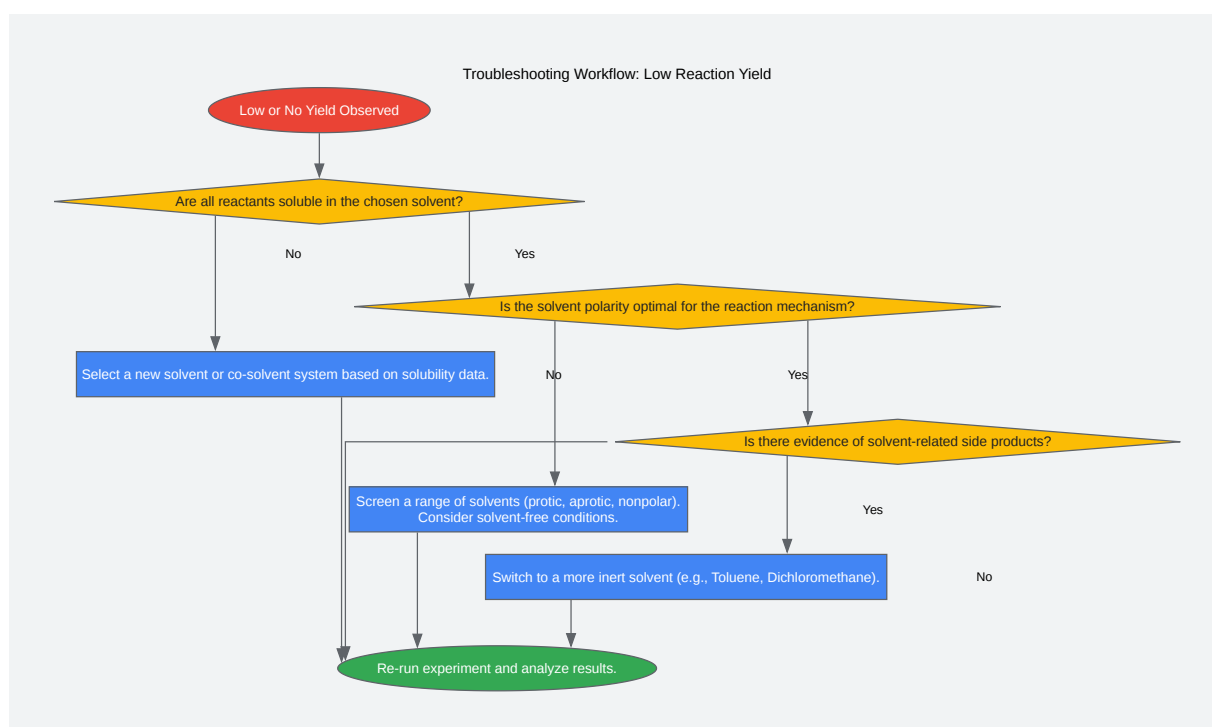 Troubleshooting Workflow: Low Reaction Yield
Low or No Yield Observed
Are all reactants soluble in the chosen solvent?
No
Yes
Is the solvent polarity optimal for the reaction mechanism?
Select a new solvent or co-solvent system based on solubility data.
No
Yes
Is there evidence of solvent-related side products?
Screen a range of solvents (protic, aprotic, nonpolar).
Consider solvent-free conditions.
Yes
Switch to a more inert solvent (e.g., Toluene, Dichloromethane).
No
Re-run experiment and analyze results.